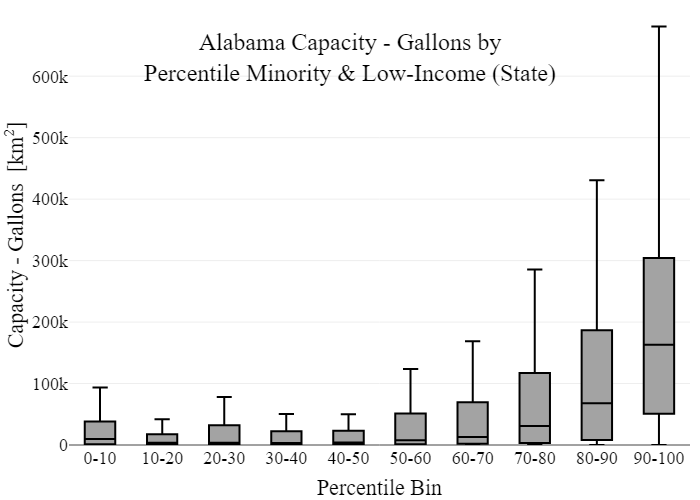 Alabama Capacity - Gallons by
Percentile Minority & Low-Income (State)
Capacity - Gallons [km²]
600k
500k
400k
300k
200k
100k
0
0-10 10-20 20-30 30-40 40-50 50-60 60-70 70-80 80-90 90-100
Percentile Bin